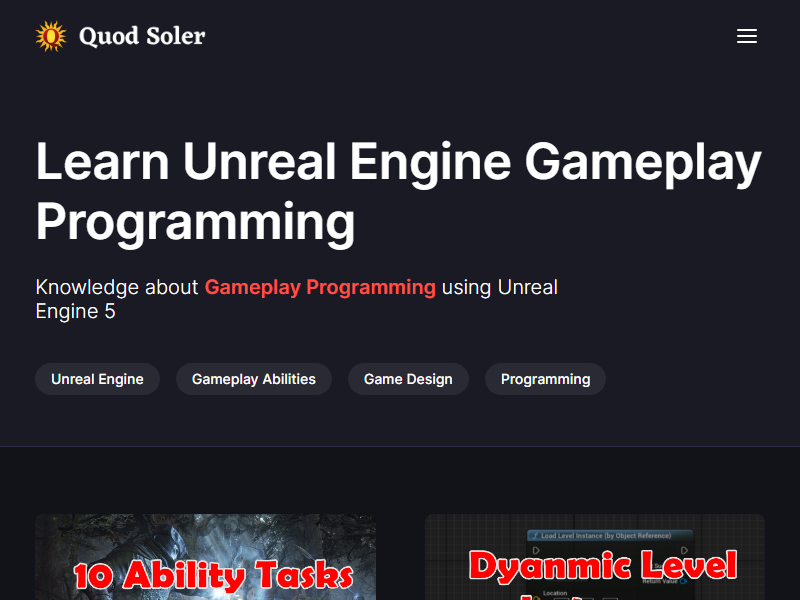 Quod Soler
Learn Unreal Engine Gameplay
Programming
Knowledge about Gameplay Programming using Unreal
Engine 5
Unreal Engine
Gameplay Abilities
Game Design
Programming
10 Ability Tasks
Load Level Instance (by Object Reference)
Dyanmic Level
Return Value
Location